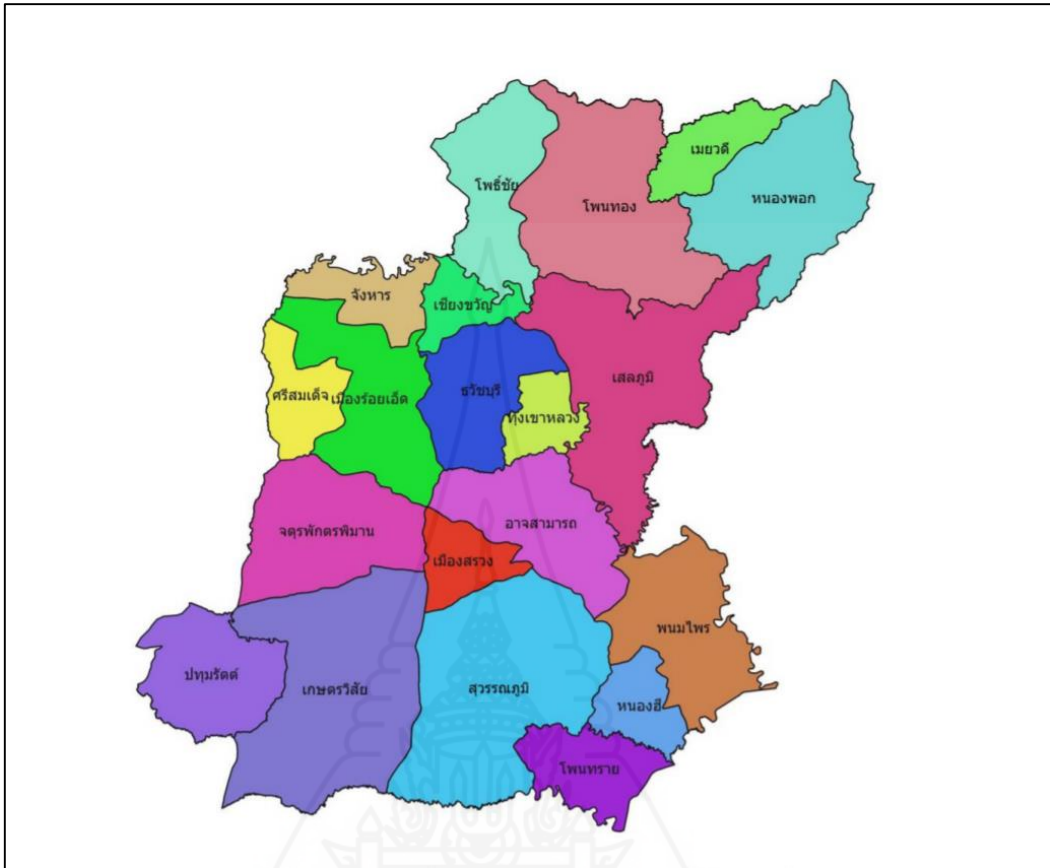 เมยวดี
โพธิ์ชัย
หนองพอก
โพนทอง
จังหาร
เชียงขวัญ
เสลภูมิ
ธวัชบุรี
ศรีสมเด็จ
เมืองร้อยเอ็ด
ทุ่งเขาหลวง
อาจสามารถ
จตุรพักตรพิมาน
เมืองสรวง
พนมไพร
ปทุมรัตต์
เกษตรวิสัย
สุวรรณภูมิ
หนองฮี
โพนทราย